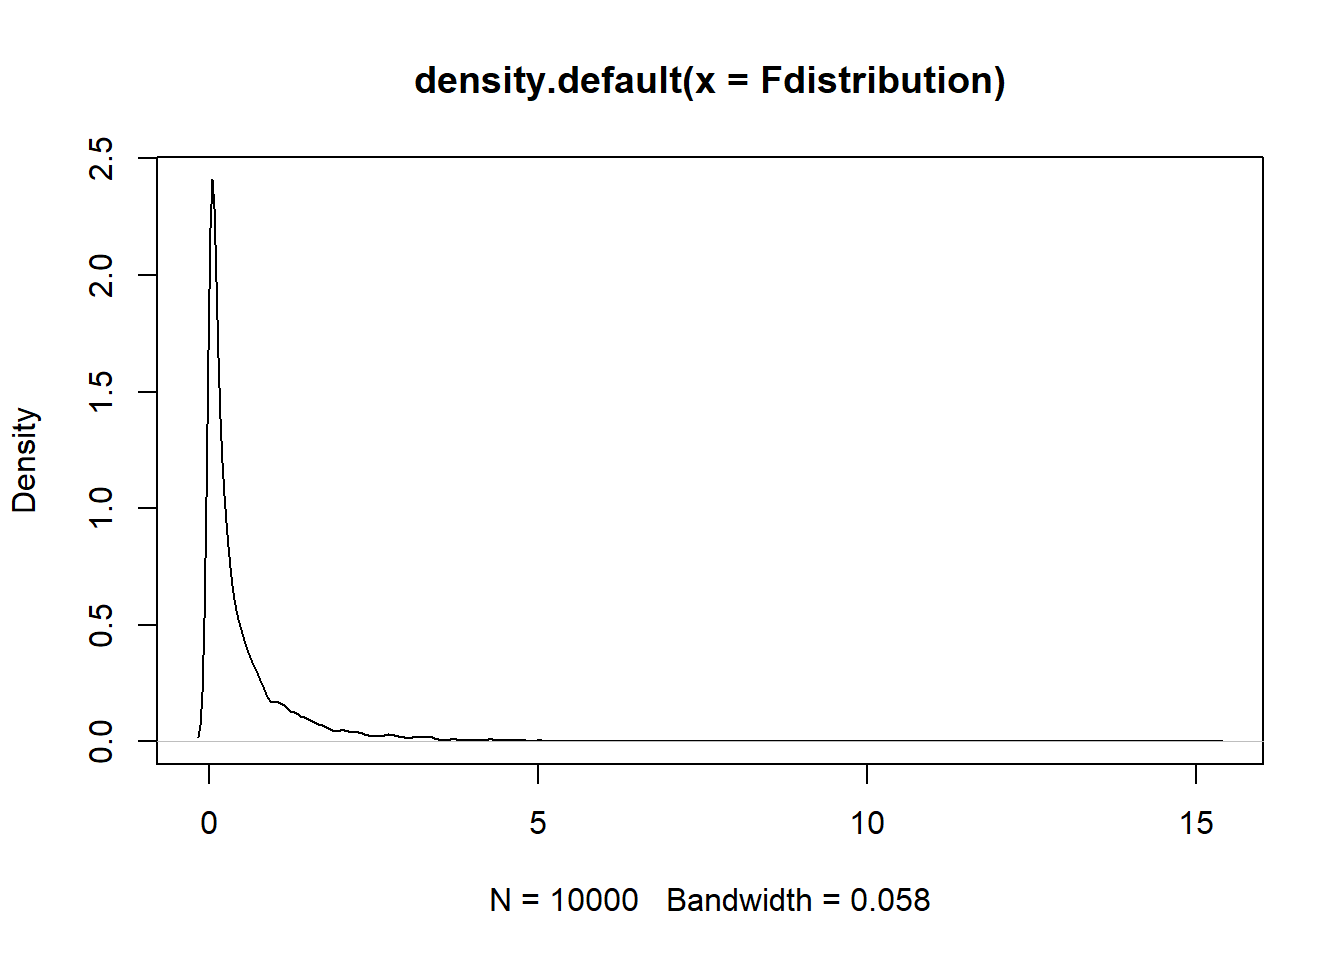 density.default(x = Fdistribution)
Density
2.5
2.0
1.5
1.0
0.5
0.0
0 5 10 15
N = 10000 Bandwidth = 0.058